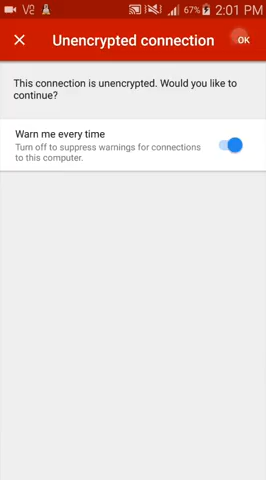 67% 2:01 PM
Unencrypted connection OK
This connection is unencrypted. Would you like to
continue?
Warn me every time
Turn off to suppress warnings for connections
to this computer.